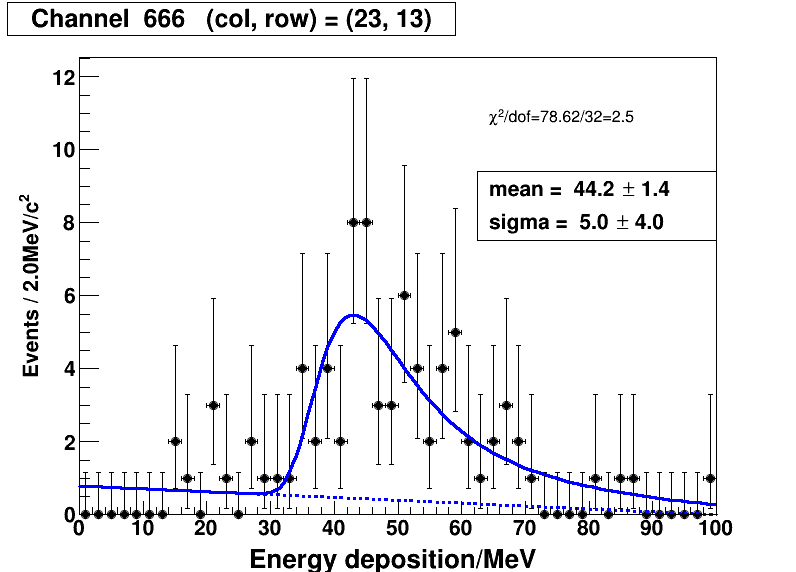 Channel 666 (col, row) = (23, 13)
χ²/dof=78.62/32=2.5
mean = 44.2 ± 1.4
sigma = 5.0 ± 4.0
Events / 2.0MeV/c²
12
10
8
6
4
2
0
0 10 20 30 40 50 60 70 80 90 100
Energy deposition/MeV